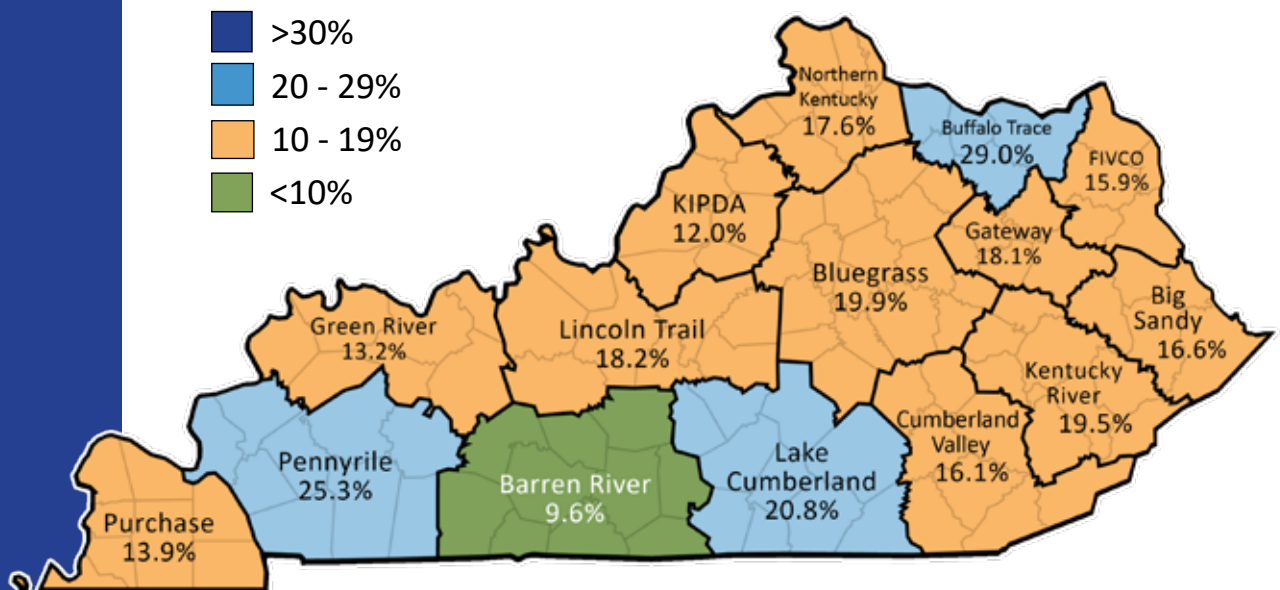 >30%
20 - 29%
10 - 19%
<10%
Northern
Kentucky
17.6%
Buffalo Trace
29.0%
FIVCO
15.9%
KIPDA
12.0%
Gateway
18.1%
Bluegrass
19.9%
Big
Sandy
16.6%
Green River
13.2%
Lincoln Trail
18.2%
Kentucky
River
19.5%
Cumberland
Valley
16.1%
Pennyrile
25.3%
Barren River
9.6%
Lake
Cumberland
20.8%
Purchase
13.9%